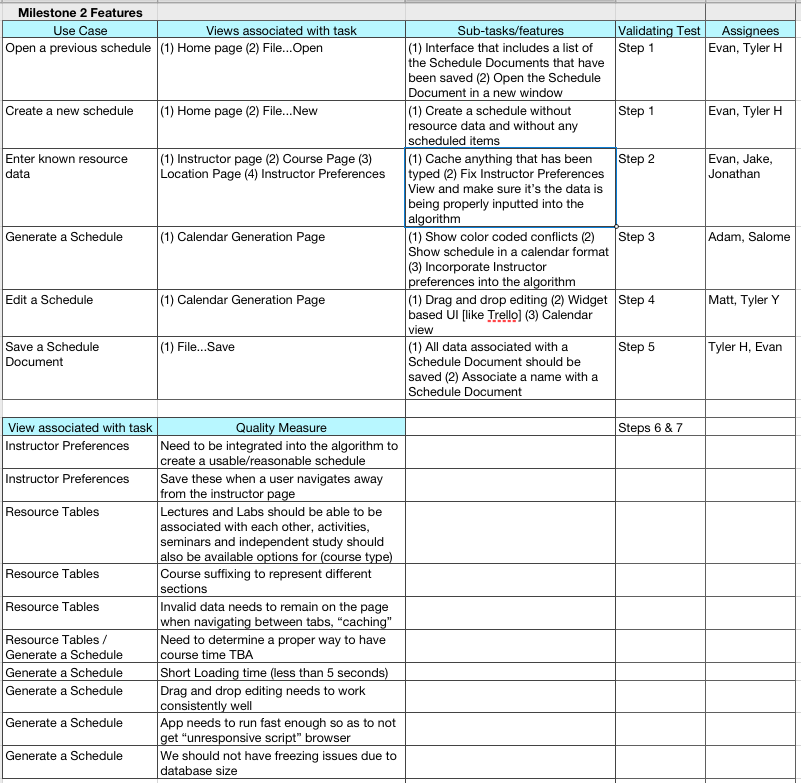 Milestone 2 Features
Use Case
Views associated with task
Sub-tasks/features
Validating Test
Assignees
Open a previous schedule
(1) Home page (2) File...Open
(1) Interface that includes a list of
the Schedule Documents that have
been saved (2) Open the Schedule
Document in a new window
Step 1
Evan, Tyler H
Create a new schedule
(1) Home page (2) File...New
(1) Create a schedule without
resource data and without any
scheduled items
Step 1
Evan, Tyler H
Enter known resource
data
(1) Instructor page (2) Course Page (3)
Location Page (4) Instructor Preferences
(1) Cache anything that has been
typed (2) Fix Instructor Preferences
View and make sure it’s the data is
being properly inputted into the
algorithm
Step 2
Evan, Jake,
Jonathan
Generate a Schedule
(1) Calendar Generation Page
(1) Show color coded conflicts (2)
Show schedule in a calendar format
(3) Incorporate Instructor
preferences into the algorithm
Step 3
Adam, Salome
Edit a Schedule
(1) Calendar Generation Page
(1) Drag and drop editing (2) Widget
based UI [like Trello] (3) Calendar
view
Step 4
Matt, Tyler Y
Save a Schedule
Document
(1) File...Save
(1) All data associated with a
Schedule Document should be
saved (2) Associate a name with a
Schedule Document
Step 5
Tyler H, Evan
View associated with task
Quality Measure
Steps 6 & 7
Instructor Preferences
Need to be integrated into the algorithm to
create a usable/reasonable schedule
Instructor Preferences
Save these when a user navigates away
from the instructor page
Resource Tables
Lectures and Labs should be able to be
associated with each other, activities,
seminars and independent study should
also be available options for (course type)
Resource Tables
Course suffixing to represent different
sections
Resource Tables
Invalid data needs to remain on the page
when navigating between tabs, “caching”
Resource Tables /
Generate a Schedule
Need to determine a proper way to have
course time TBA
Generate a Schedule
Short Loading time (less than 5 seconds)
Generate a Schedule
Drag and drop editing needs to work
consistently well
Generate a Schedule
App needs to run fast enough so as to not
get “unresponsive script” browser
Generate a Schedule
We should not have freezing issues due to
database size